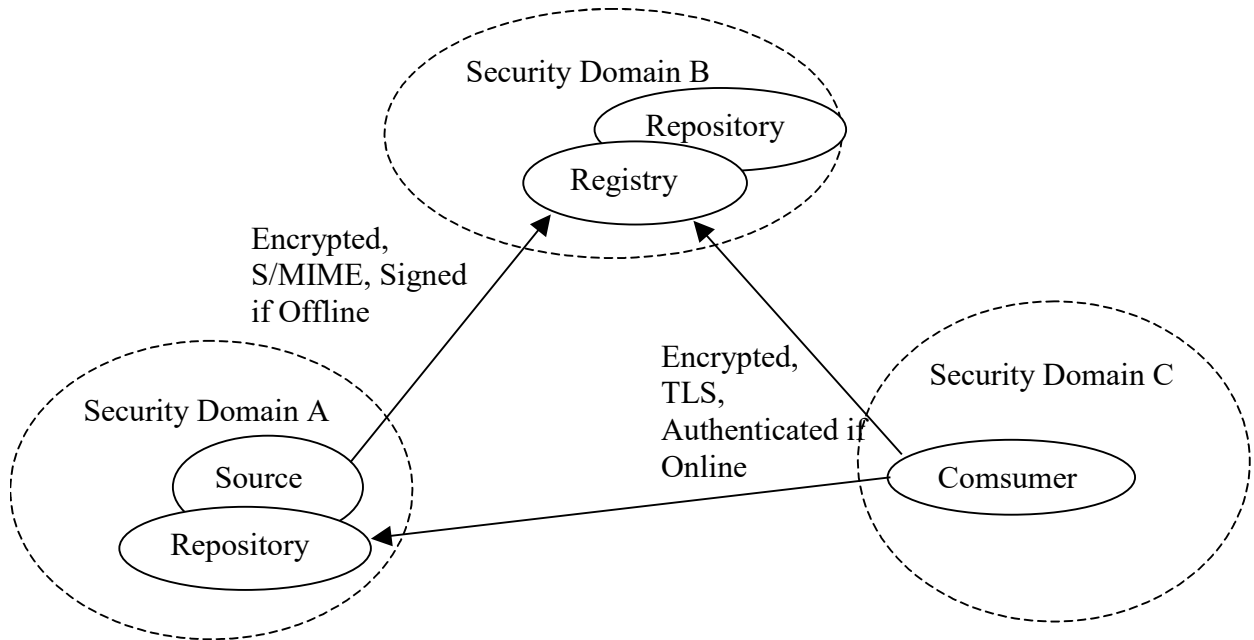 Security Domain B
Repository
Registry
Encrypted,
S/MIME, Signed
if Offline
Encrypted,
TLS,
Authenticated if
Online
Security Domain C
Comsumer
Security Domain A
Source
Repository